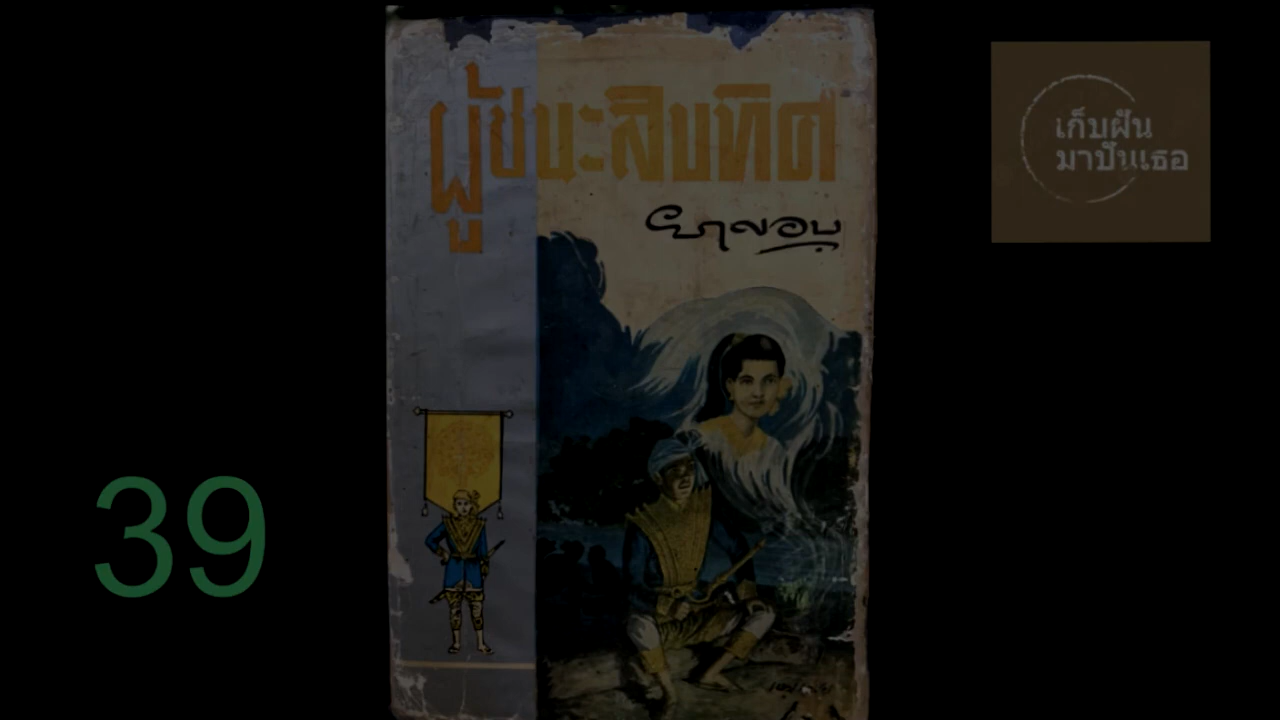 ผู้ชนะสิบทิศ
ยาขอบ
เก็บฝัน
มาปันเธอ
39